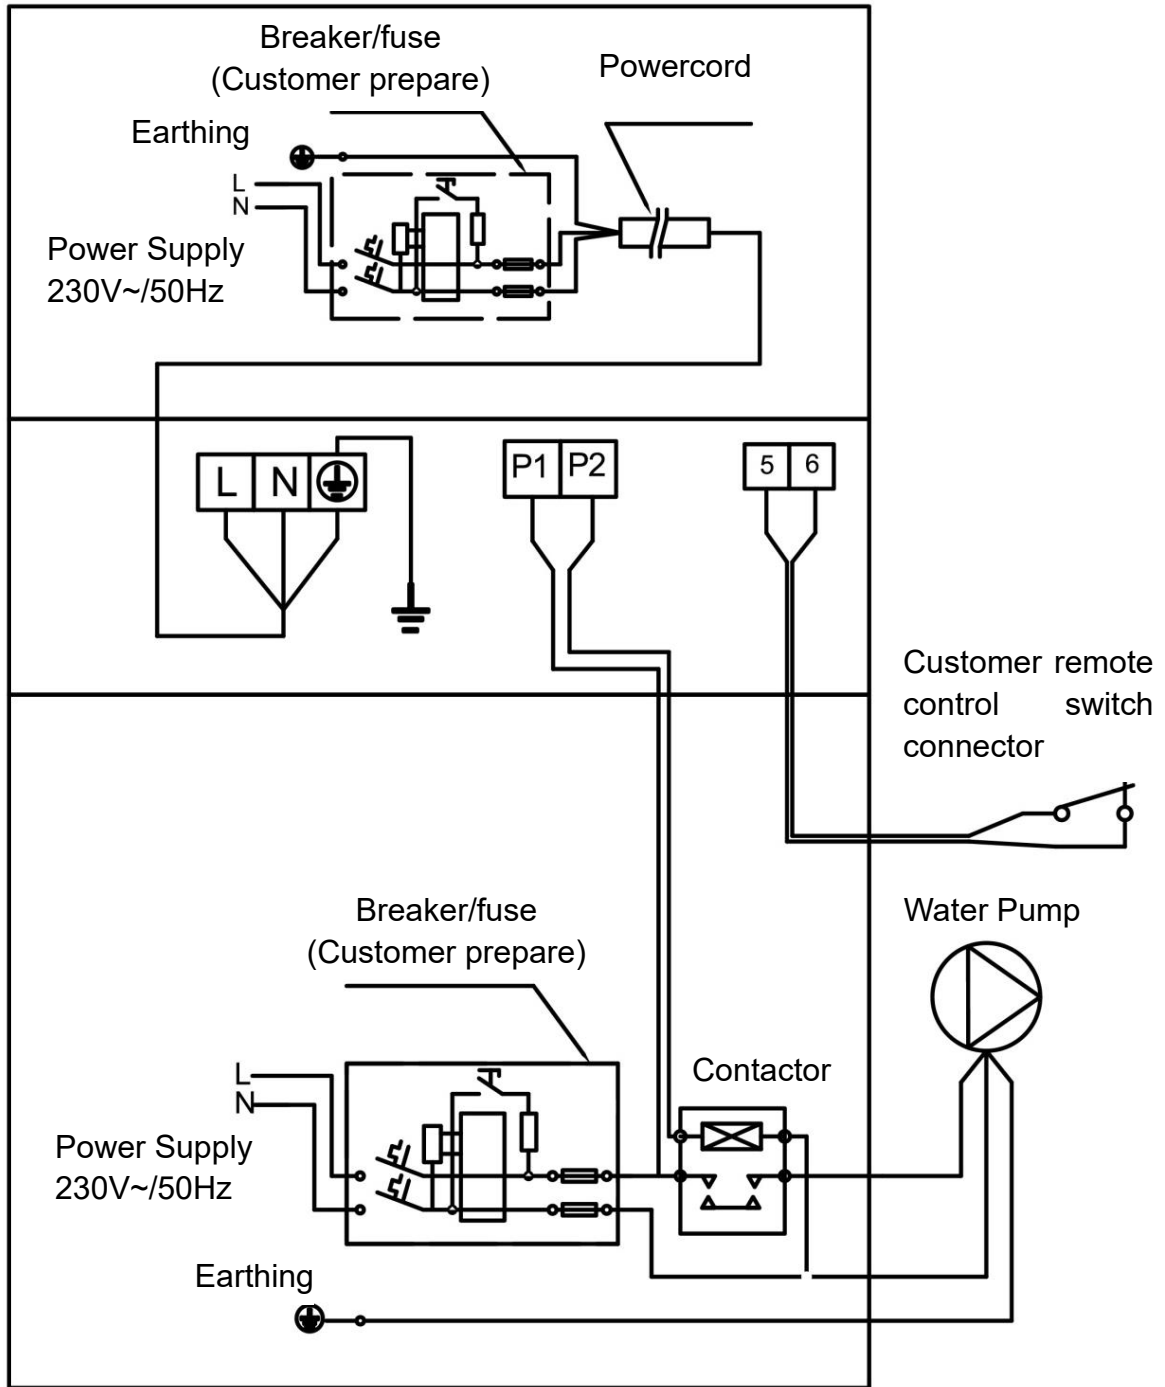 Breaker/fuse
(Customer prepare)
Powercord
Earthing
L
N
Power Supply
230V~/50Hz
L N
P1 P2
5 6
Customer remote
control switch
connector
Breaker/fuse
(Customer prepare)
Water Pump
Contactor
L
N
Power Supply
230V~/50Hz
Earthing